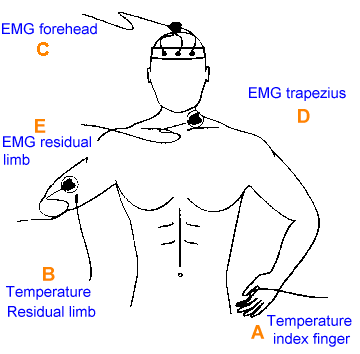 EMG forehead
C
EMG trapezius
D
E
EMG residual
limb
B
Temperature
Residual limb
A
Temperature
index finger